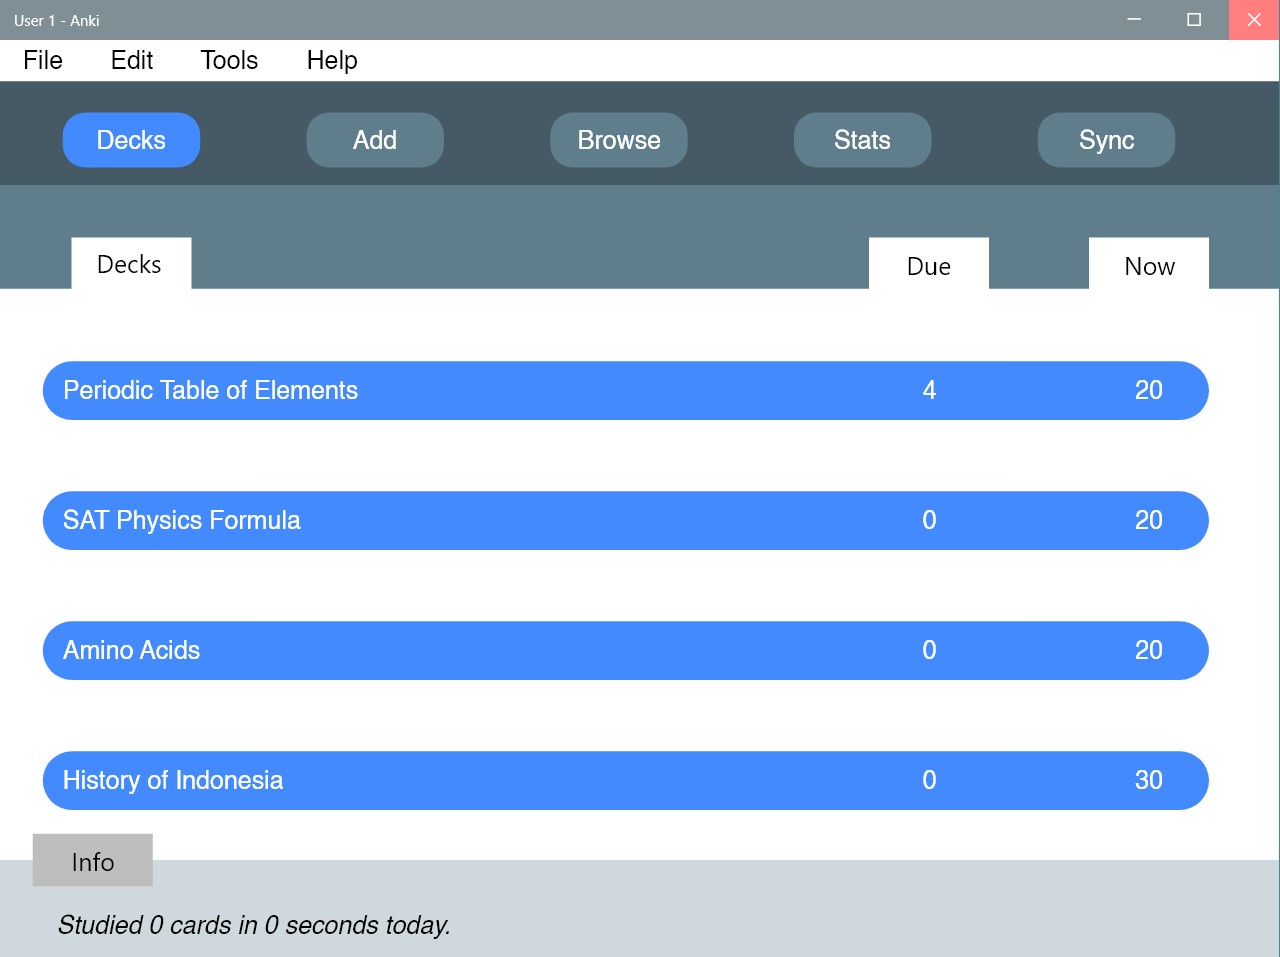 User 1 - Anki
File Edit Tools Help
Decks Add Browse Stats Sync
Decks Due Now
Periodic Table of Elements 4 20
SAT Physics Formula 0 20
Amino Acids 0 20
History of Indonesia 0 30
Info
Studied 0 cards in 0 seconds today.